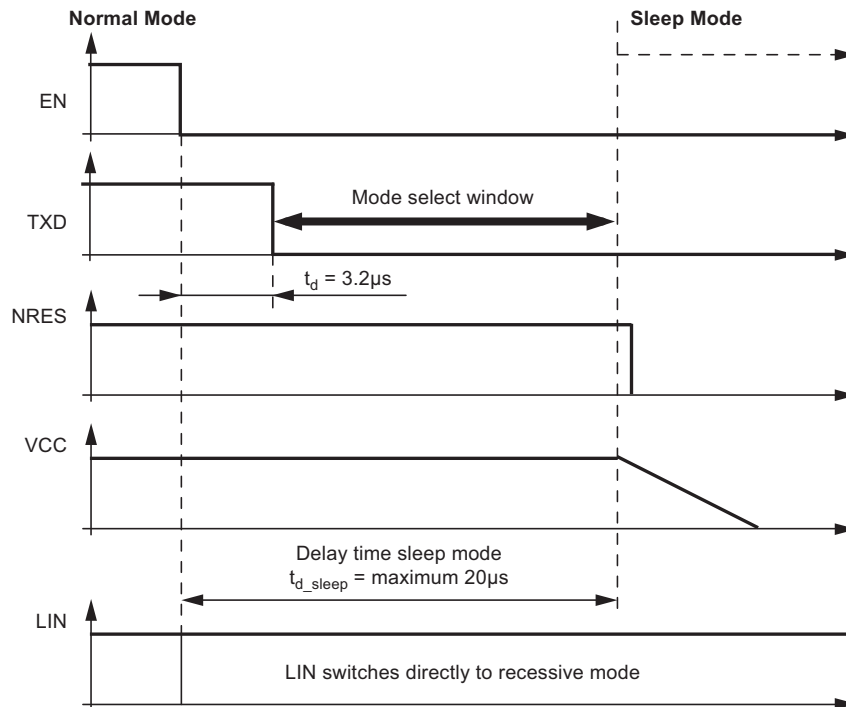 Normal Mode
Sleep Mode
EN
TXD
Mode select window
t_d = 3.2µs
NRES
VCC
Delay time sleep mode
t_d_sleep = maximum 20µs
LIN
LIN switches directly to recessive mode